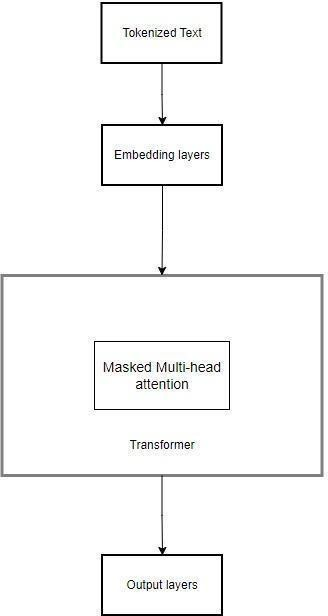 Tokenized Text
Embedding layers
Masked Multi-head
attention
Transformer
Output layers